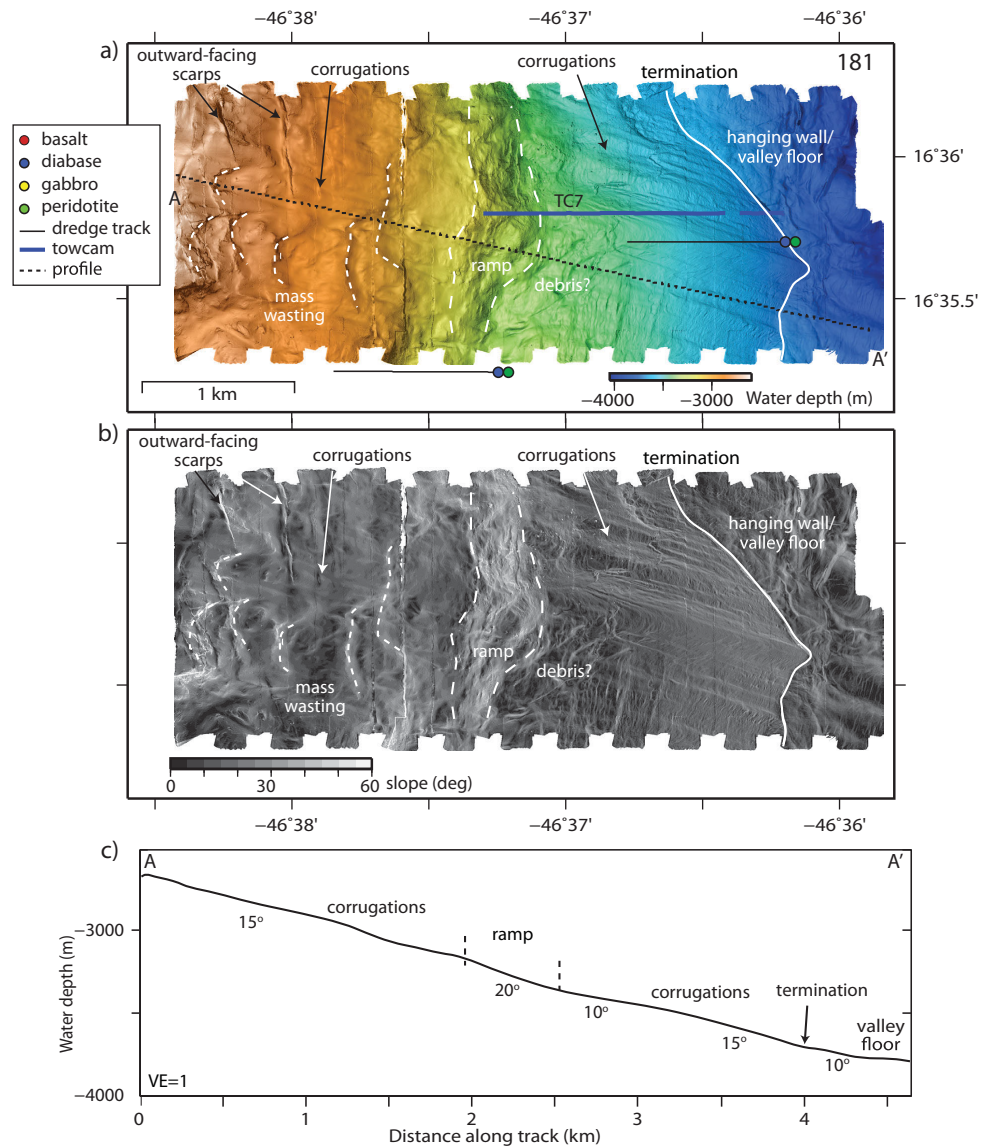 −46˚38'
−46˚37'
−46˚36'
a)
outward-facing
scarps
corrugations
corrugations
termination
181
basalt
diabase
gabbro
peridotite
dredge track
towcam
profile
hanging wall/
valley floor
16˚36'
A
TC7
ramp
debris?
mass
wasting
16˚35.5'
A'
1 km
−4000
−3000
Water depth (m)
b)
outward-facing
scarps
corrugations
corrugations
termination
hanging wall/
valley floor
ramp
debris?
mass
wasting
0
30
60
slope (deg)
−46˚38'
−46˚37'
−46˚36'
c)
A
A'
corrugations
15°
ramp
−3000
20°
10°
corrugations
termination
15°
valley
floor
10°
Water depth (m)
VE=1
−4000
0
1
2
3
4
Distance along track (km)